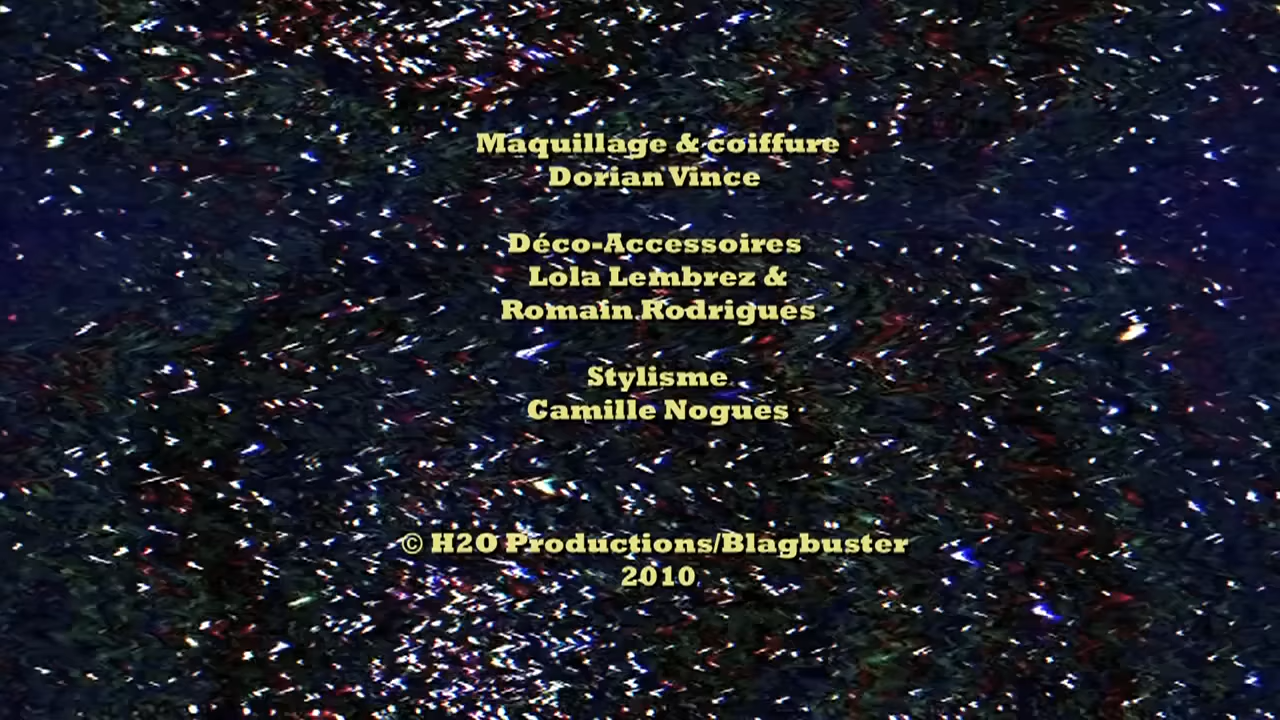 Maquillage & coiffure
Dorian Vince
Déco-Accessoires
Lola Lembrez &
Romain Rodrigues
Stylisme
Camille Nogues
© H2O Productions/Blagbuster
2010